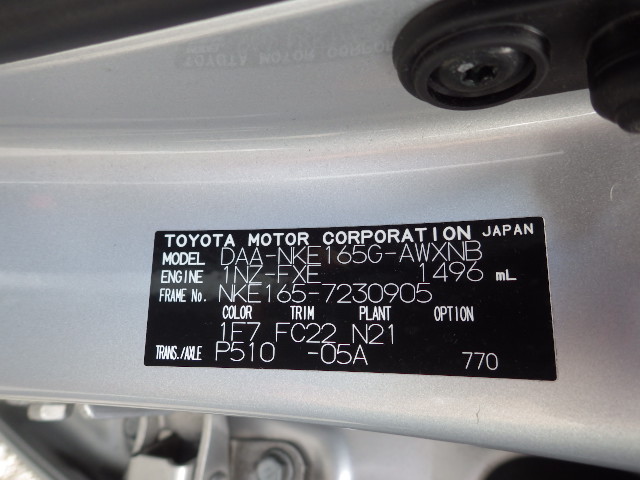 TOYOTA MOTOR CORPORATION JAPAN
MODEL DAA-NKE165G-AWXNB
ENGINE 1NZ-FXE 1496 mL
FRAME No. NKE165-7230905
COLOR TRIM PLANT OPTION
1F7 FC22 N21
TRANS./AXLE P510 -05A 770